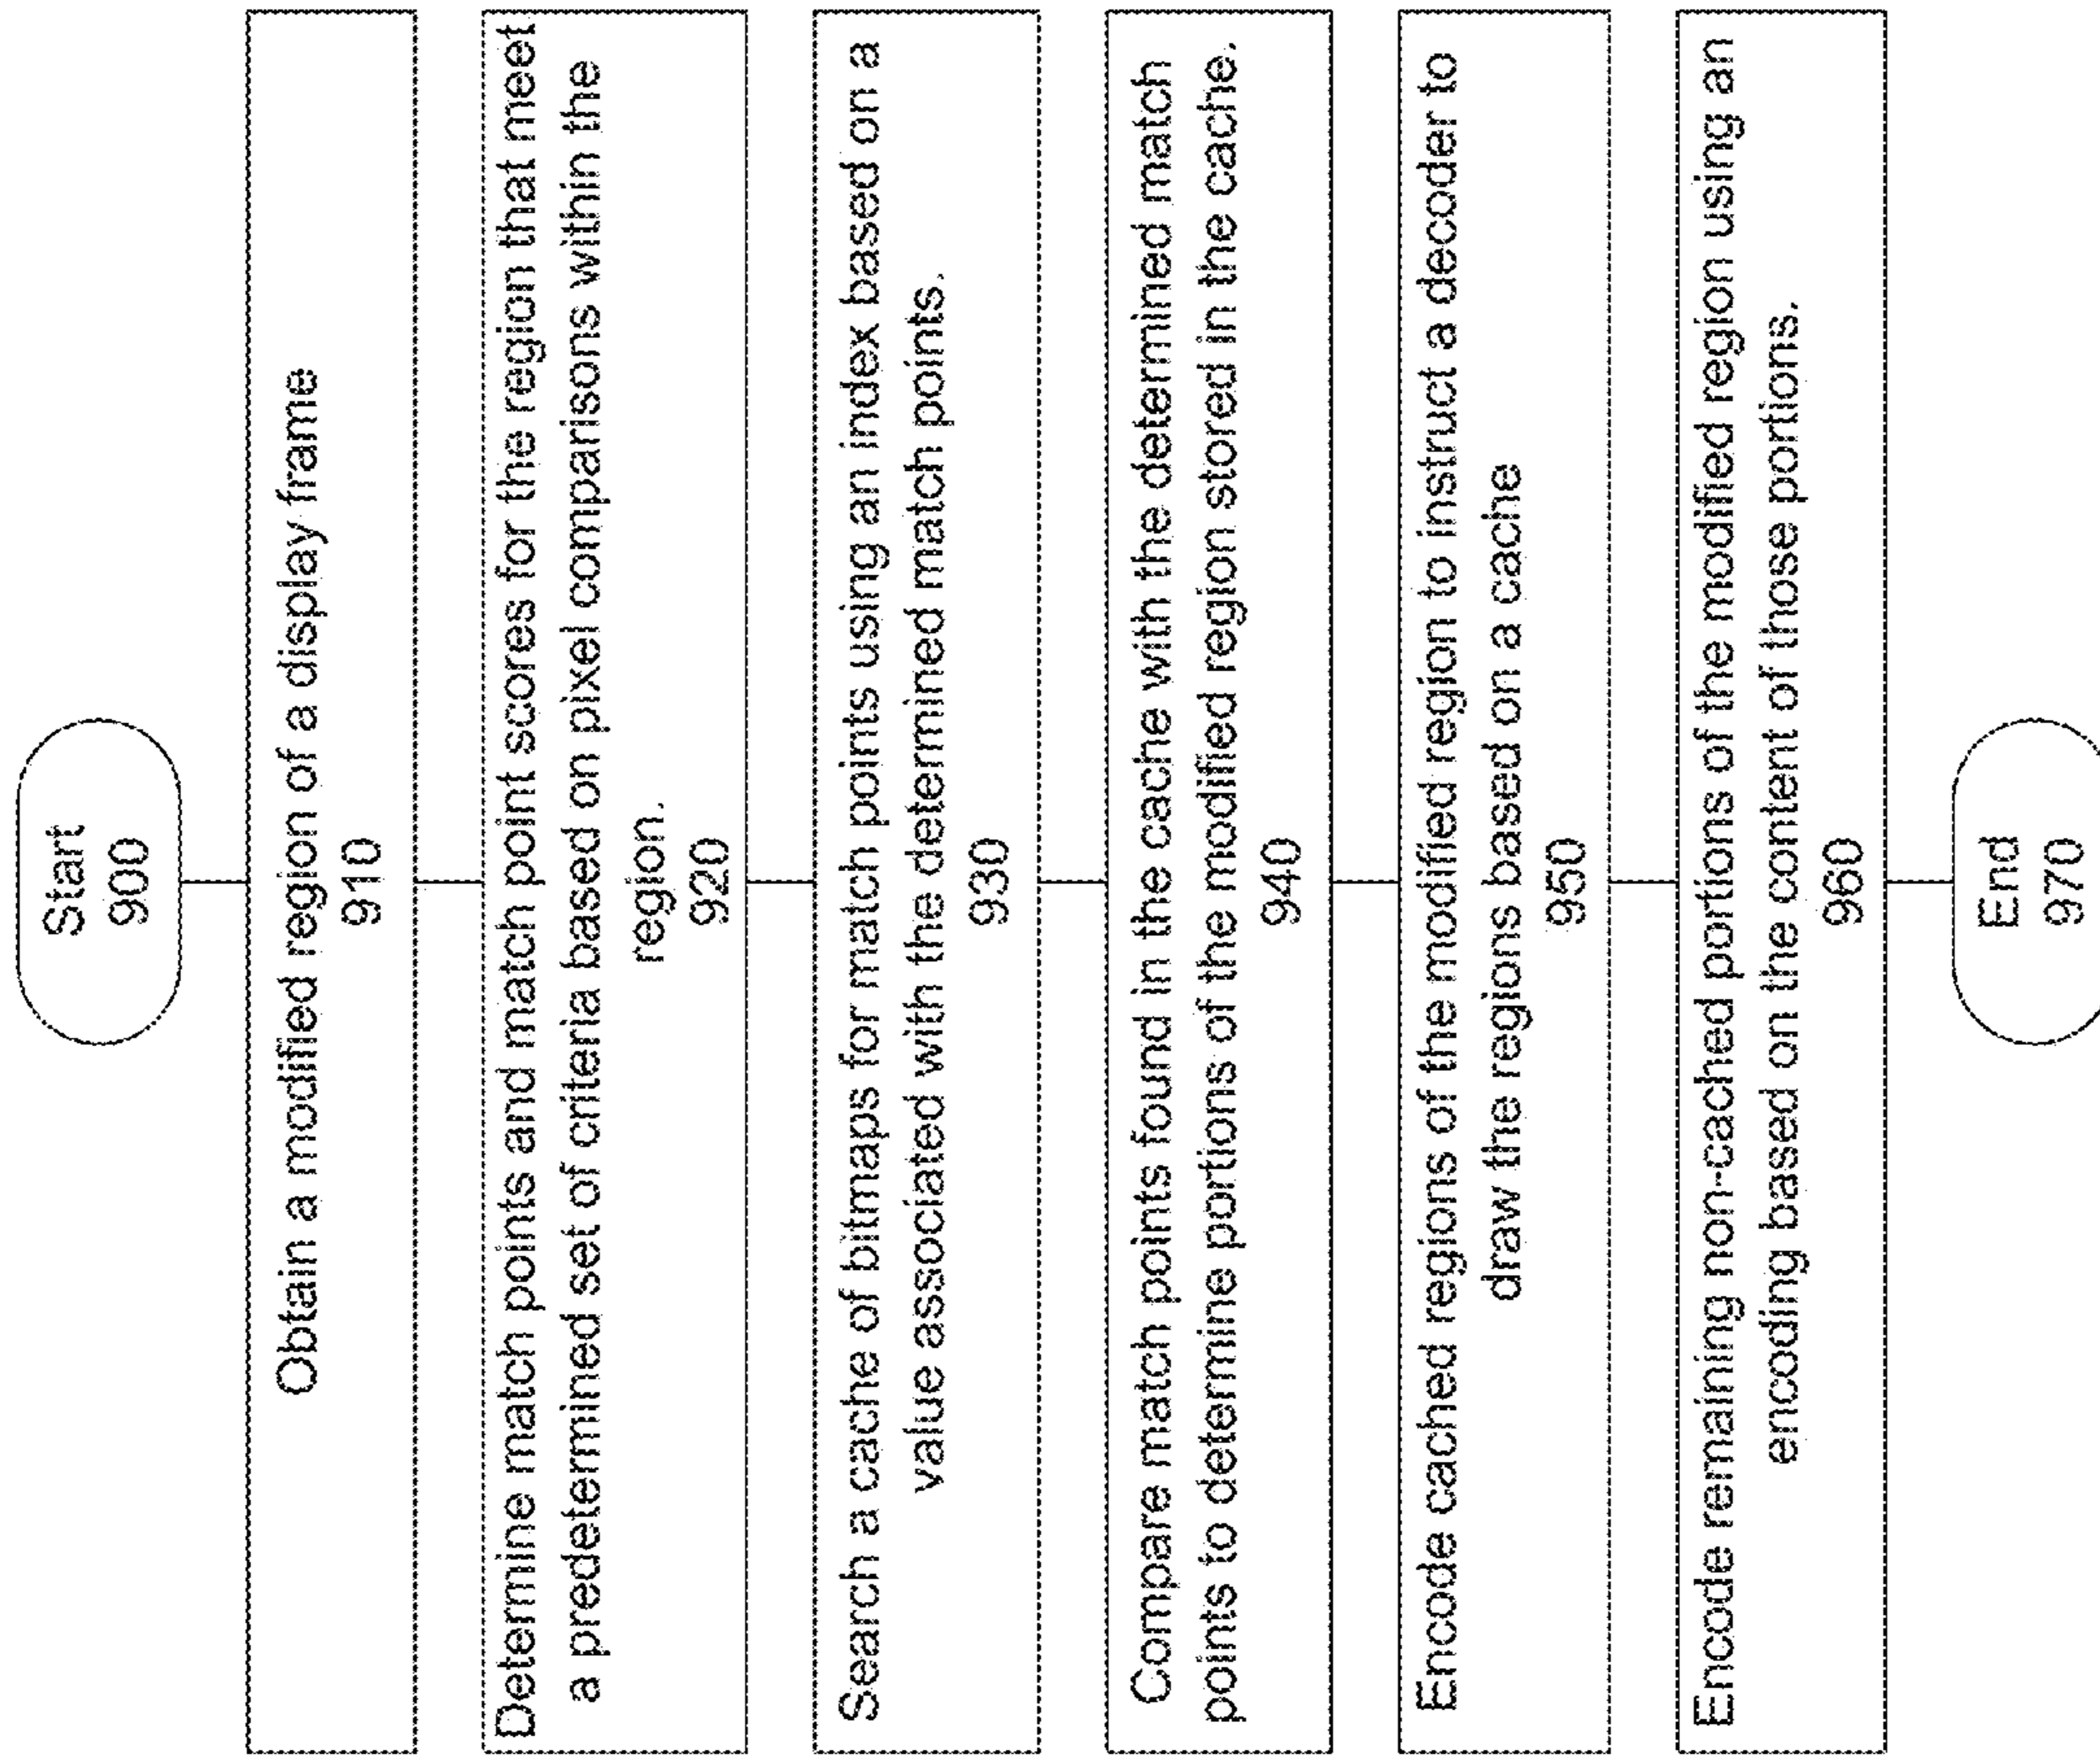 Start
900
Obtain a modified region of a display frame
910
Determine match points and match point scores for the region that meet
a predetermined set of criteria based on pixel comparisons within the
region.
920
Search a cache of bitmaps for match points using an index based on a
value associated with the determined match points.
930
Compare match points found in the cache with the determined match
points to determine portions of the modified region stored in the cache.
940
Encode cached regions of the modified region to instruct a decoder to
draw the regions based on a cache
950
Encode remaining non-cached portions of the modified region using an
encoding based on the content of those portions.
960
End
970